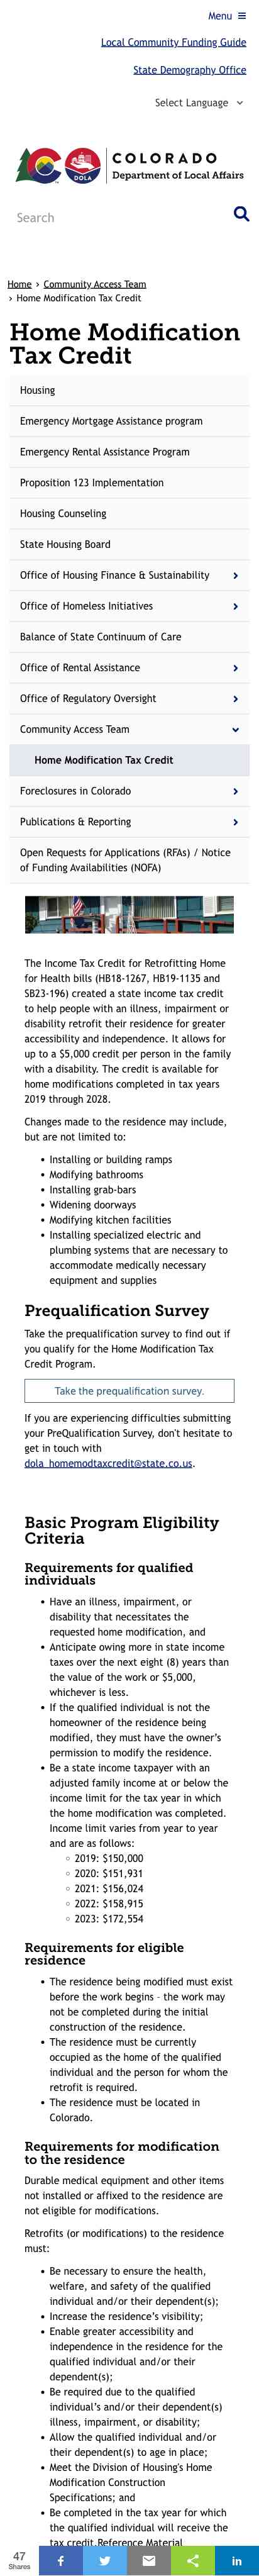 Menu
Local Community Funding Guide
State Demography Office
Select Language
CO
DOLA
COLORADO
Department of Local Affairs
Search
Home › Community Access Team
› Home Modification Tax Credit
Home Modification
Tax Credit
Housing
Emergency Mortgage Assistance program
Emergency Rental Assistance Program
Proposition 123 Implementation
Housing Counseling
State Housing Board
Office of Housing Finance & Sustainability
Office of Homeless Initiatives
Balance of State Continuum of Care
Office of Rental Assistance
Office of Regulatory Oversight
Community Access Team
Home Modification Tax Credit
Foreclosures in Colorado
Publications & Reporting
Open Requests for Applications (RFAs) / Notice
of Funding Availabilities (NOFA)
The Income Tax Credit for Retrofitting Home
for Health bills (HB18-1267, HB19-1135 and
SB23-196) created a state income tax credit
to help people with an illness, impairment or
disability retrofit their residence for greater
accessibility and independence. It allows for
up to a $5,000 credit per person in the family
with a disability. The credit is available for
home modifications completed in tax years
2019 through 2028.
Changes made to the residence may include,
but are not limited to:
• Installing or building ramps
• Modifying bathrooms
• Installing grab-bars
• Widening doorways
• Modifying kitchen facilities
• Installing specialized electric and
plumbing systems that are necessary to
accommodate medically necessary
equipment and supplies
Prequalification Survey
Take the prequalification survey to find out if
you qualify for the Home Modification Tax
Credit Program.
Take the prequalification survey.
If you are experiencing difficulties submitting
your PreQualification Survey, don't hesitate to
get in touch with
dola_homemodtaxcredit@state.co.us.
Basic Program Eligibility
Criteria
Requirements for qualified
individuals
• Have an illness, impairment, or
disability that necessitates the
requested home modification, and
• Anticipate owing more in state income
taxes over the next eight (8) years than
the value of the work or $5,000,
whichever is less.
• If the qualified individual is not the
homeowner of the residence being
modified, they must have the owner's
permission to modify the residence.
• Be a state income taxpayer with an
adjusted family income at or below the
income limit for the tax year in which
the home modification was completed.
Income limit varies from year to year
and are as follows:
○ 2019: $150,000
○ 2020: $151,931
○ 2021: $156,024
○ 2022: $158,915
○ 2023: $172,554
Requirements for eligible
residence
• The residence being modified must exist
before the work begins – the work may
not be completed during the initial
construction of the residence.
• The residence must be currently
occupied as the home of the qualified
individual and the person for whom the
retrofit is required.
• The residence must be located in
Colorado.
Requirements for modification
to the residence
Durable medical equipment and other items
not installed or affixed to the residence are
not eligible for modifications.
Retrofits (or modifications) to the residence
must:
• Be necessary to ensure the health,
welfare, and safety of the qualified
individual and/or their dependent(s);
• Increase the residence's visibility;
• Enable greater accessibility and
independence in the residence for the
qualified individual and/or their
dependent(s);
• Be required due to the qualified
individual's and/or their dependent(s)
illness, impairment, or disability;
• Allow the qualified individual and/or
their dependent(s) to age in place;
• Meet the Division of Housing's Home
Modification Construction
Specifications; and
• Be completed in the tax year for which
the qualified individual will receive the
tax credit.Reference Material
47
Shares